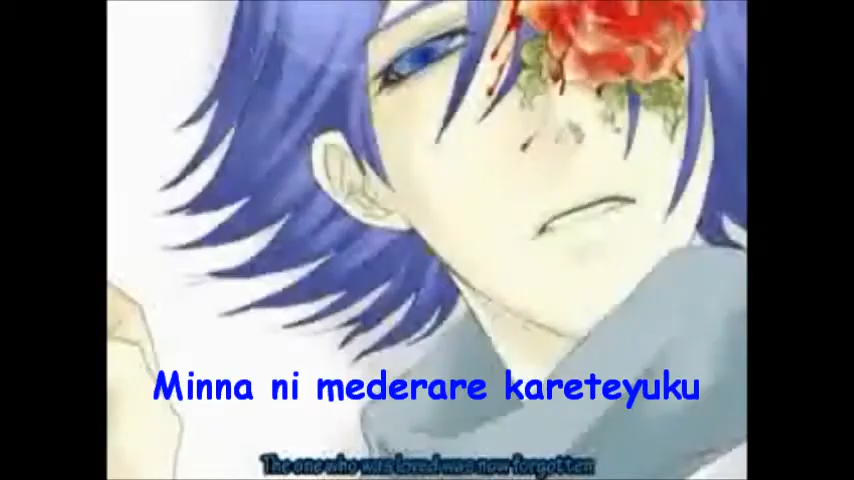 Minna ni mederare kareteyuku
The one who was loved was now forgotten